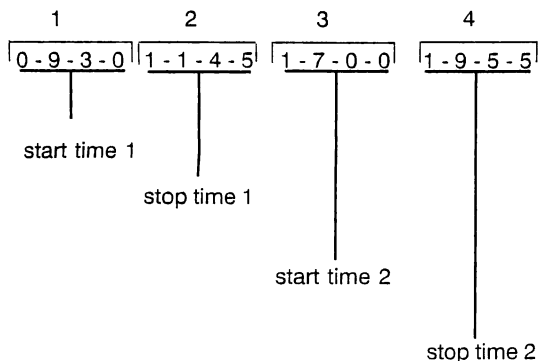 1 2 3 4
0-9-3-0 1-1-4-5 1-7-0-0 1-9-5-5
start time 1
stop time 1
start time 2
stop time 2